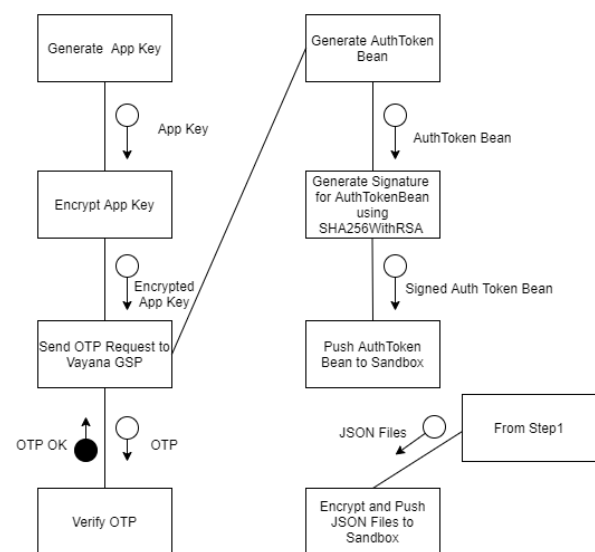 Generate App Key
App Key
Encrypt App Key
Encrypted
App Key
Send OTP Request to
Vayana GSP
OTP OK
OTP
Verify OTP
Generate AuthToken
Bean
AuthToken Bean
Generate Signature
for AuthTokenBean
using
SHA256WithRSA
Signed Auth Token Bean
Push AuthToken
Bean to Sandbox
JSON Files
From Step1
Encrypt and Push
JSON Files to
Sandbox